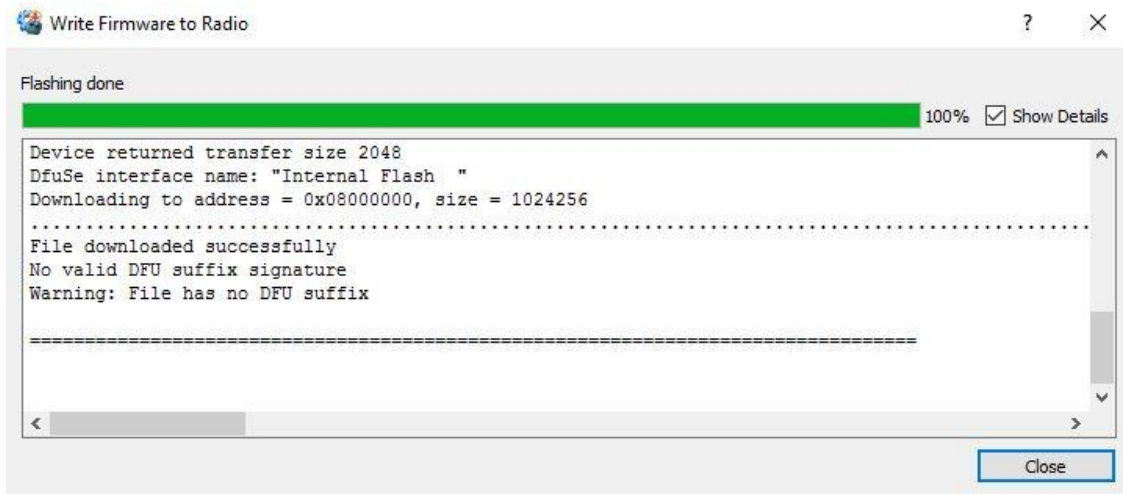 Write Firmware to Radio
Flashing done
100% Show Details
Device returned transfer size 2048
DfuSe interface name: "Internal Flash  "
Downloading to address = 0x08000000, size = 1024256
................................................................................
File downloaded successfully
No valid DFU suffix signature
Warning: File has no DFU suffix
================================================================================
Close